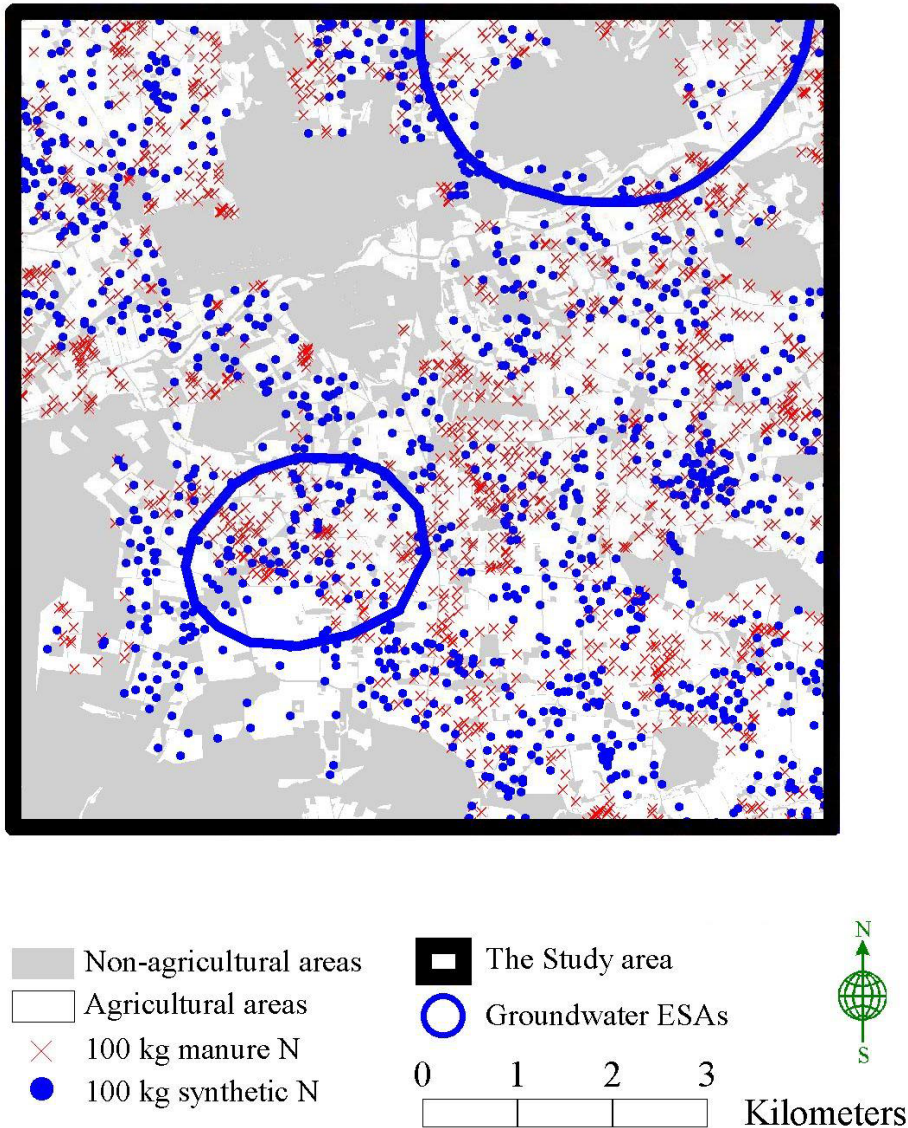 Non-agricultural areas
Agricultural areas
100 kg manure N
100 kg synthetic N
The Study area
Groundwater ESAs
0 1 2 3
Kilometers
N
S